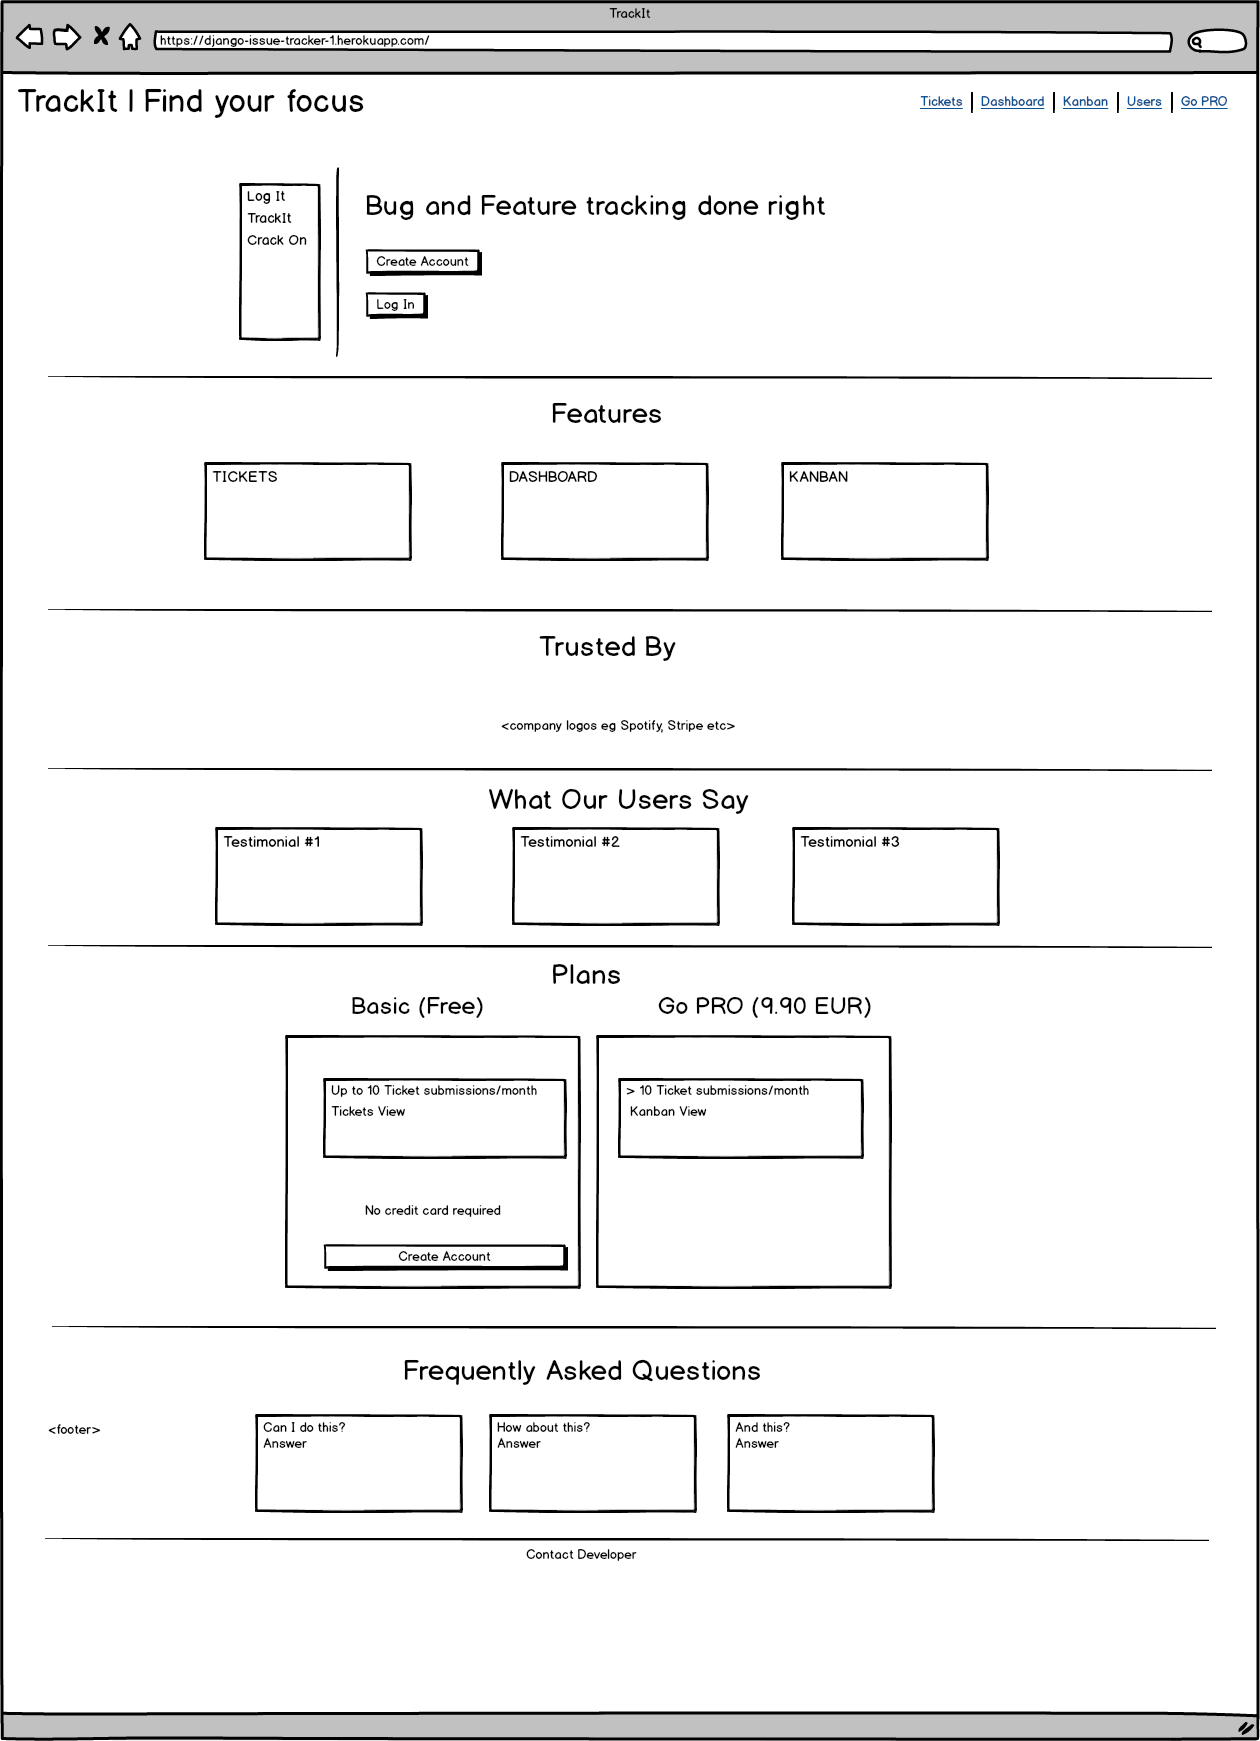 TrackIt
https://django-issue-tracker-1.herokuapp.com/
TrackIt | Find your focus
Tickets | Dashboard | Kanban | Users | Go PRO
Log It
TrackIt
Crack On
Bug and Feature tracking done right
Create Account
Log In
Features
TICKETS
DASHBOARD
KANBAN
Trusted By
<company logos eg Spotify, Stripe etc>
What Our Users Say
Testimonial #1
Testimonial #2
Testimonial #3
Plans
Basic (Free)
Go PRO (9.90 EUR)
Up to 10 Ticket submissions/month
Tickets View
No credit card required
Create Account
> 10 Ticket submissions/month
Kanban View
Frequently Asked Questions
<footer>
Can I do this?
Answer
How about this?
Answer
And this?
Answer
Contact Developer